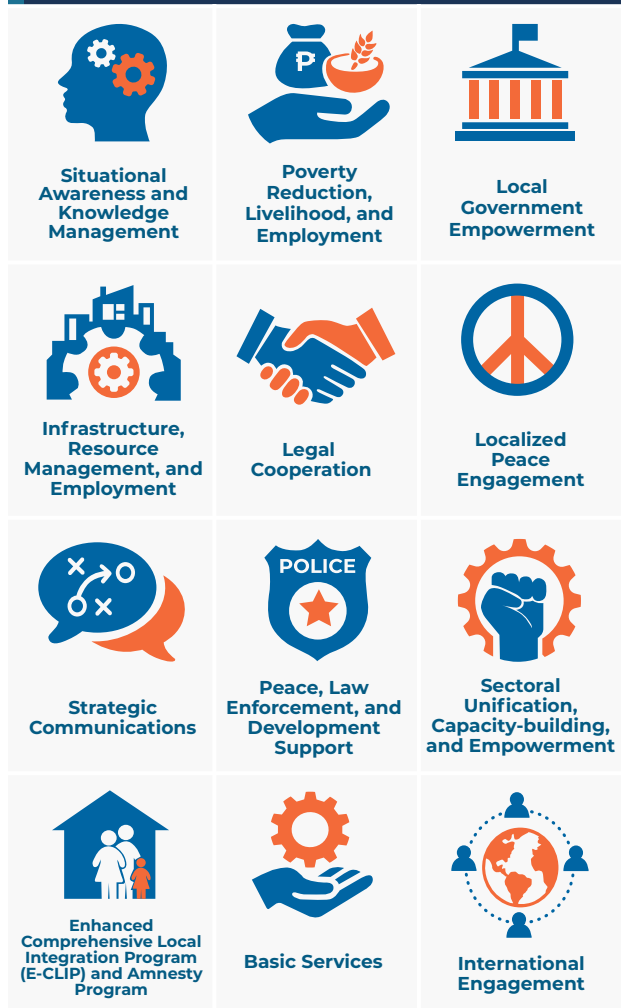 Situational
Awareness and
Knowledge
Management
₱
Poverty
Reduction,
Livelihood, and
Employment
Local
Government
Empowerment
Infrastructure,
Resource
Management, and
Employment
Legal
Cooperation
Localized
Peace
Engagement
Strategic
Communications
POLICE
Peace, Law
Enforcement, and
Development
Support
Sectoral
Unification,
Capacity-building,
and Empowerment
Enhanced
Comprehensive Local
Integration Program
(E-CLIP) and Amnesty
Program
Basic Services
International
Engagement